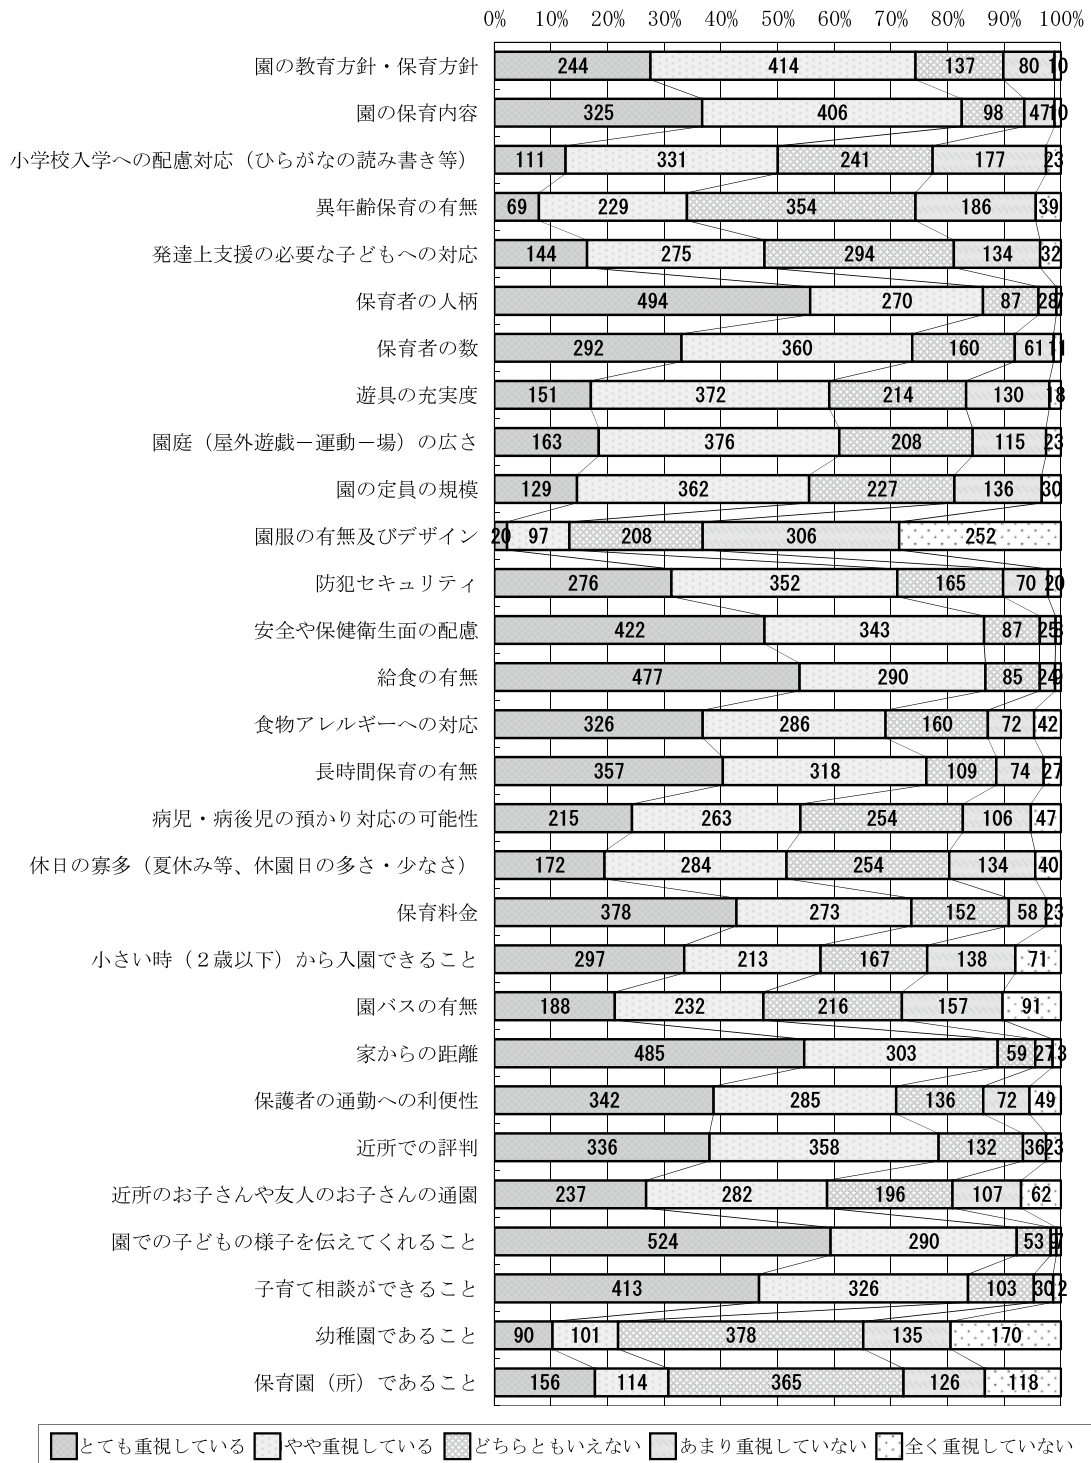 0% 10% 20% 30% 40% 50% 60% 70% 80% 90% 100%
園の教育方針・保育方針 244 414 137 80 10
園の保育内容 325 406 98 47 10
小学校入学への配慮対応（ひらがなの読み書き等） 111 331 241 177 23
異年齢保育の有無 69 229 354 186 39
発達上支援の必要な子どもへの対応 144 275 294 134 32
保育者の人柄 494 270 87 28 7
保育者の数 292 360 160 61 11
遊具の充実度 151 372 214 130 18
園庭（屋外遊戯－運動－場）の広さ 163 376 208 115 23
園の定員の規模 129 362 227 136 30
園服の有無及びデザイン 20 97 208 306 252
防犯セキュリティ 276 352 165 70 20
安全や保健衛生面の配慮 422 343 87 25
給食の有無 477 290 85 24 9
食物アレルギーへの対応 326 286 160 72 42
長時間保育の有無 357 318 109 74 27
病児・病後児の預かり対応の可能性 215 263 254 106 47
休日の寡多（夏休み等、休園日の多さ・少なさ） 172 284 254 134 40
保育料金 378 273 152 58 23
小さい時（２歳以下）から入園できること 297 213 167 138 71
園バスの有無 188 232 216 157 91
家からの距離 485 303 59 27 13
保護者の通勤への利便性 342 285 136 72 49
近所での評判 336 358 132 36 23
近所のお子さんや友人のお子さんの通園 237 282 196 107 62
園での子どもの様子を伝えてくれること 524 290 53 9 7
子育て相談ができること 413 326 103 30 12
幼稚園であること 90 101 378 135 170
保育園（所）であること 156 114 365 126 118
とても重視している やや重視している どちらともいえない あまり重視していない 全く重視していない